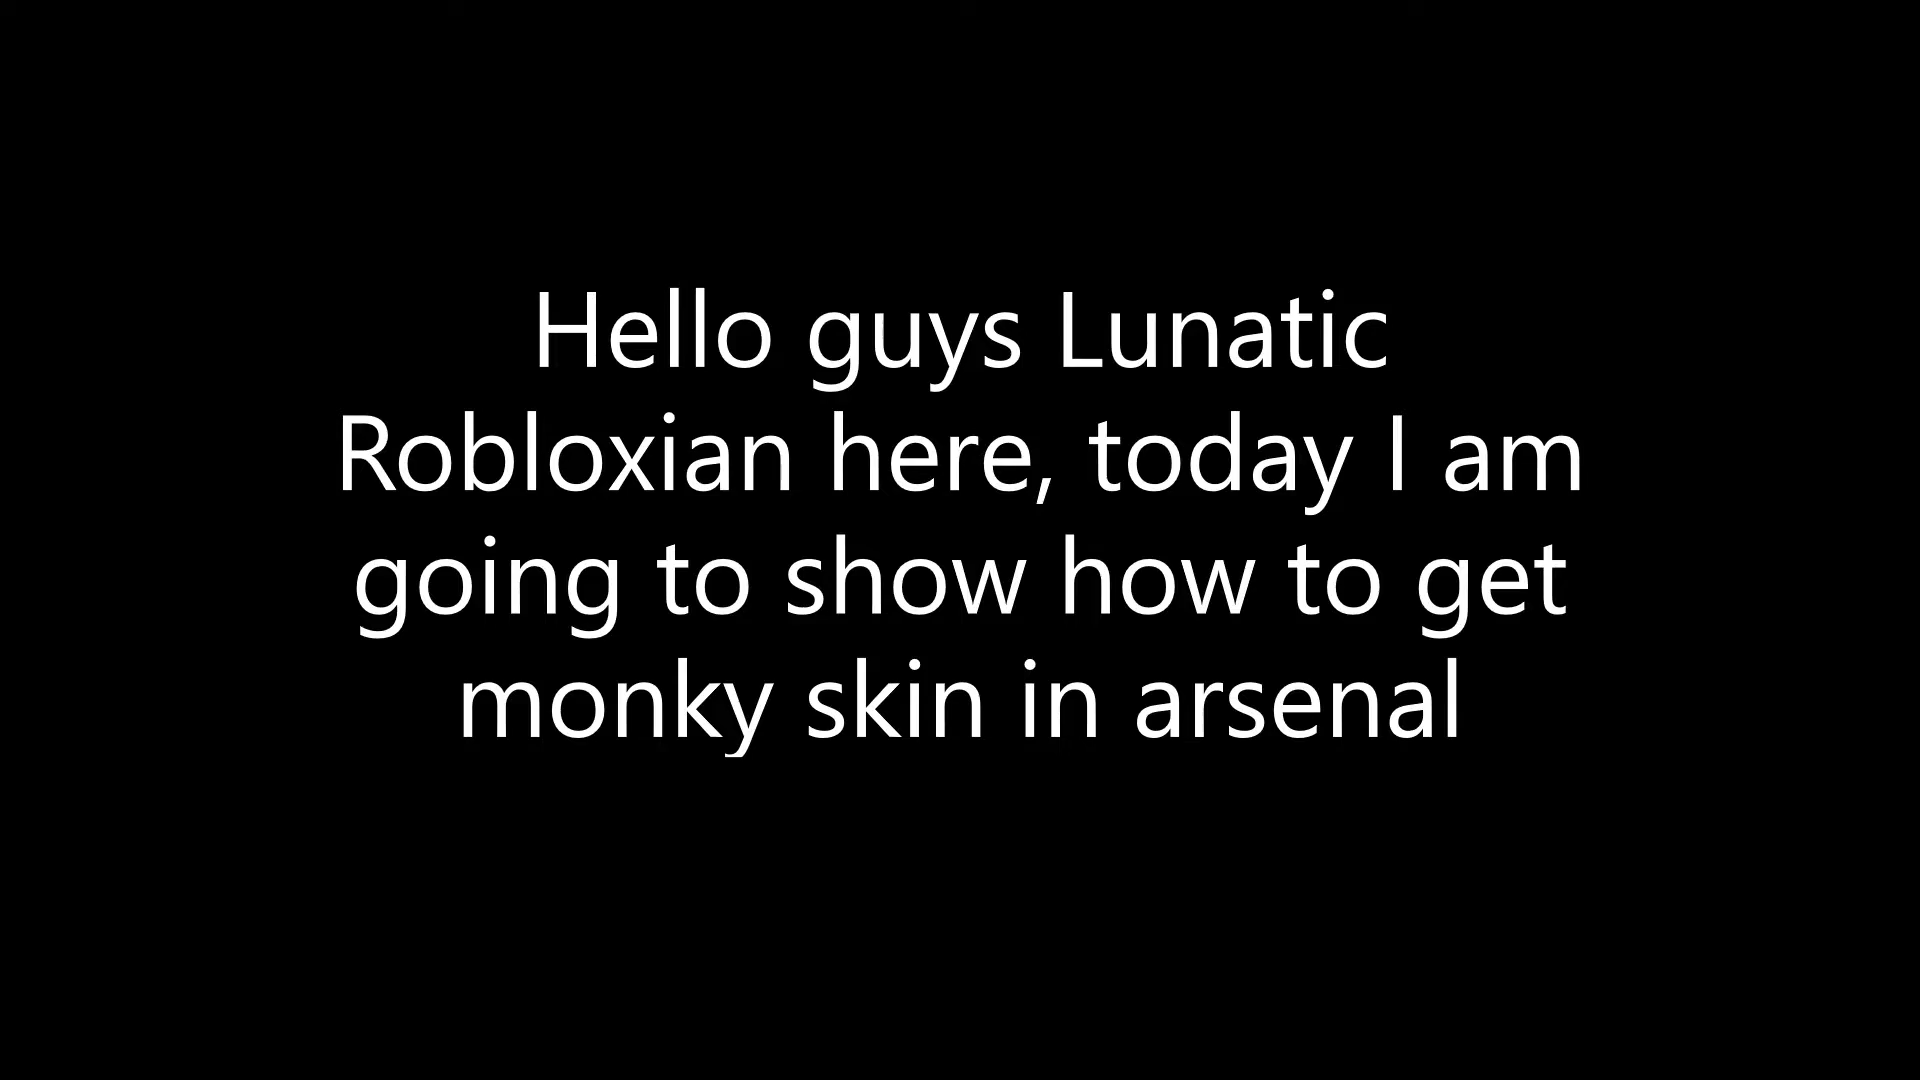 Hello guys Lunatic
Robloxian here, today I am
going to show how to get
monky skin in arsenal